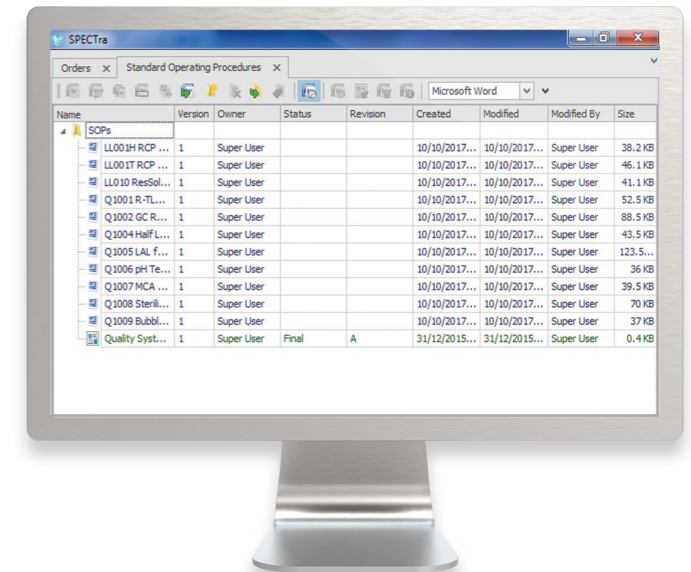 SPECTra
Orders Standard Operating Procedures
Microsoft Word
Name Version Owner Status Revision Created Modified Modified By Size
SOPs
LL001H RCP ... 1 Super User 10/10/2017... 10/10/2017... Super User 38.2 KB
LL001T RCP ... 1 Super User 10/10/2017... 10/10/2017... Super User 46.1 KB
LL010 ResSol... 1 Super User 10/10/2017... 10/10/2017... Super User 41.1 KB
Q1001 R-TL... 1 Super User 10/10/2017... 10/10/2017... Super User 52.5 KB
Q1002 GC R... 1 Super User 10/10/2017... 10/10/2017... Super User 88.5 KB
Q1004 Half L... 1 Super User 10/10/2017... 10/10/2017... Super User 43.5 KB
Q1005 LAL f... 1 Super User 10/10/2017... 10/10/2017... Super User 123.5...
Q1006 pH Te... 1 Super User 10/10/2017... 10/10/2017... Super User 36 KB
Q1007 MCA ... 1 Super User 10/10/2017... 10/10/2017... Super User 39.5 KB
Q1008 Sterili... 1 Super User 10/10/2017... 10/10/2017... Super User 70 KB
Q1009 Bubbl... 1 Super User 10/10/2017... 10/10/2017... Super User 37 KB
Quality Syst... 1 Super User Final A 31/12/2015... 31/12/2015... Super User 0.4 KB